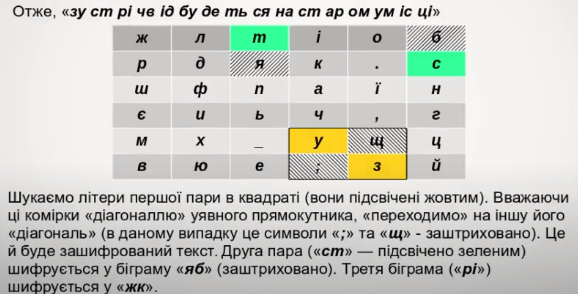 Отже, «зу ст рі чв ід бу де ть ся на ст ар ом ум іс ці»
ж л т і о б
р д я к . с
ш ф п а ї н
є и ь ч , г
м х _ у щ ц
в ю е ; з й
Шукаємо літери першої пари в квадраті (вони підсвічені жовтим). Вважаючи
ці комірки «діагоналлю» уявного прямокутника, «переходимо» на іншу його
«діагональ» (в даному випадку це символи «;» та «щ» - заштриховано). Це
й буде зашифрований текст. Друга пара («ст» — підсвічено зеленим)
шифрується у біграму «яб» (заштриховано). Третя біграма («рі»)
шифрується у «жк».